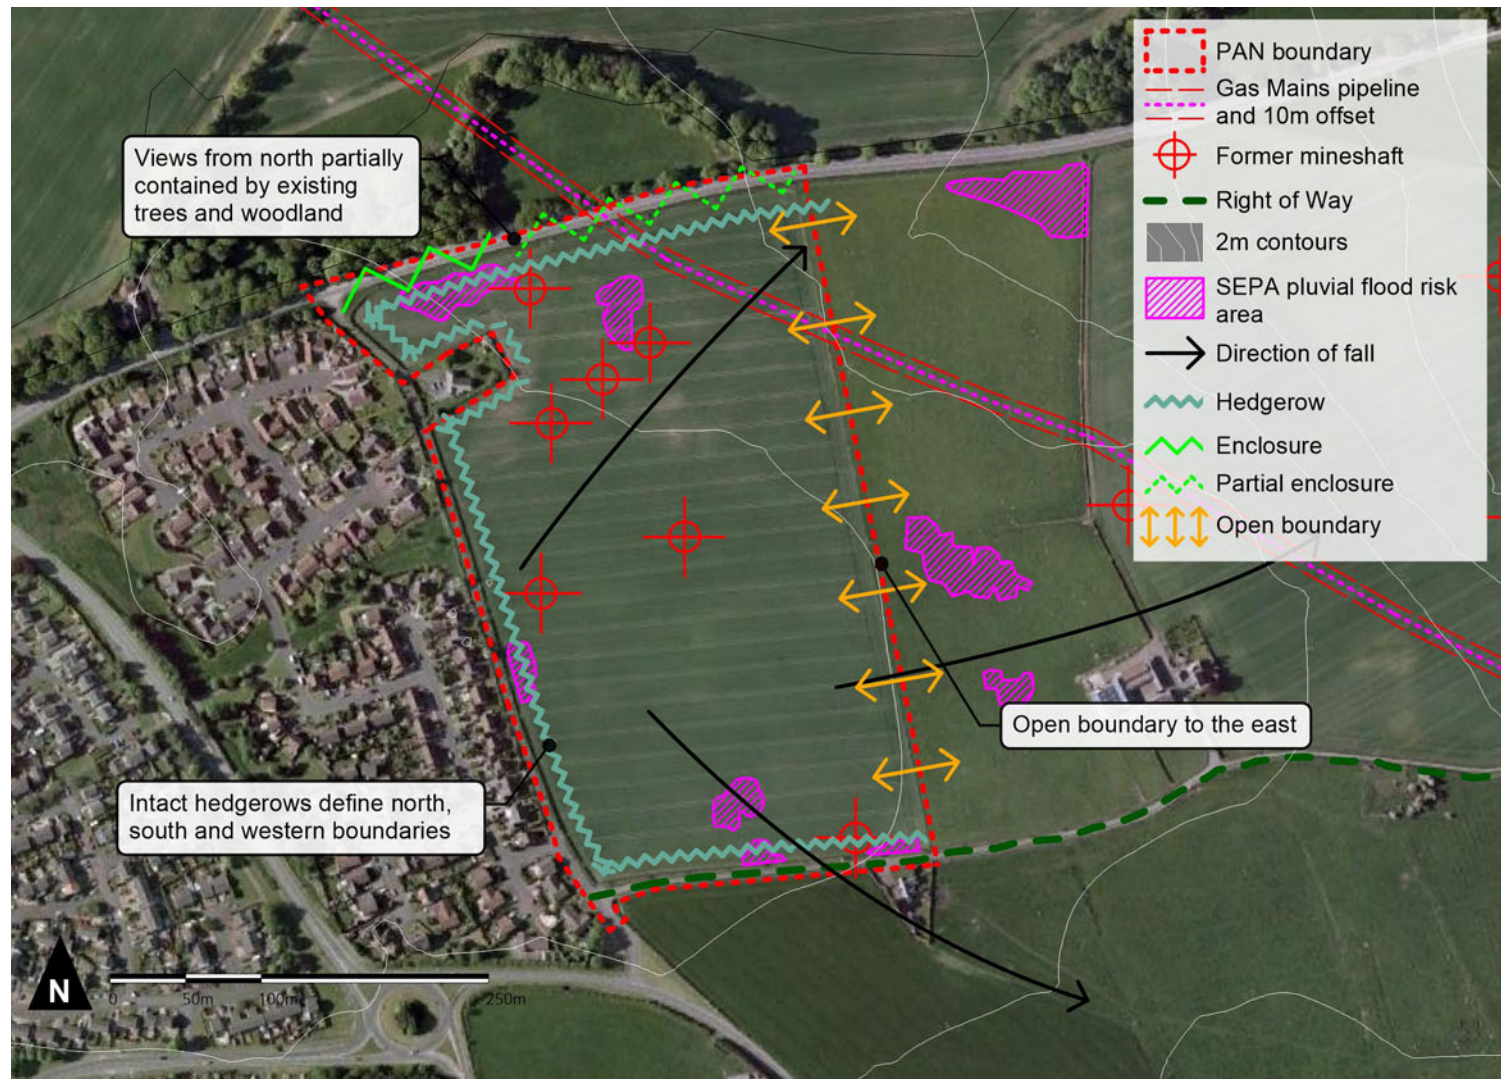 Views from north partially
contained by existing
trees and woodland
PAN boundary
Gas Mains pipeline
and 10m offset
Former mineshaft
Right of Way
2m contours
SEPA pluvial flood risk
area
Direction of fall
Hedgerow
Enclosure
Partial enclosure
Open boundary
Open boundary to the east
Intact hedgerows define north,
south and western boundaries
N
0 50m 100m 250m